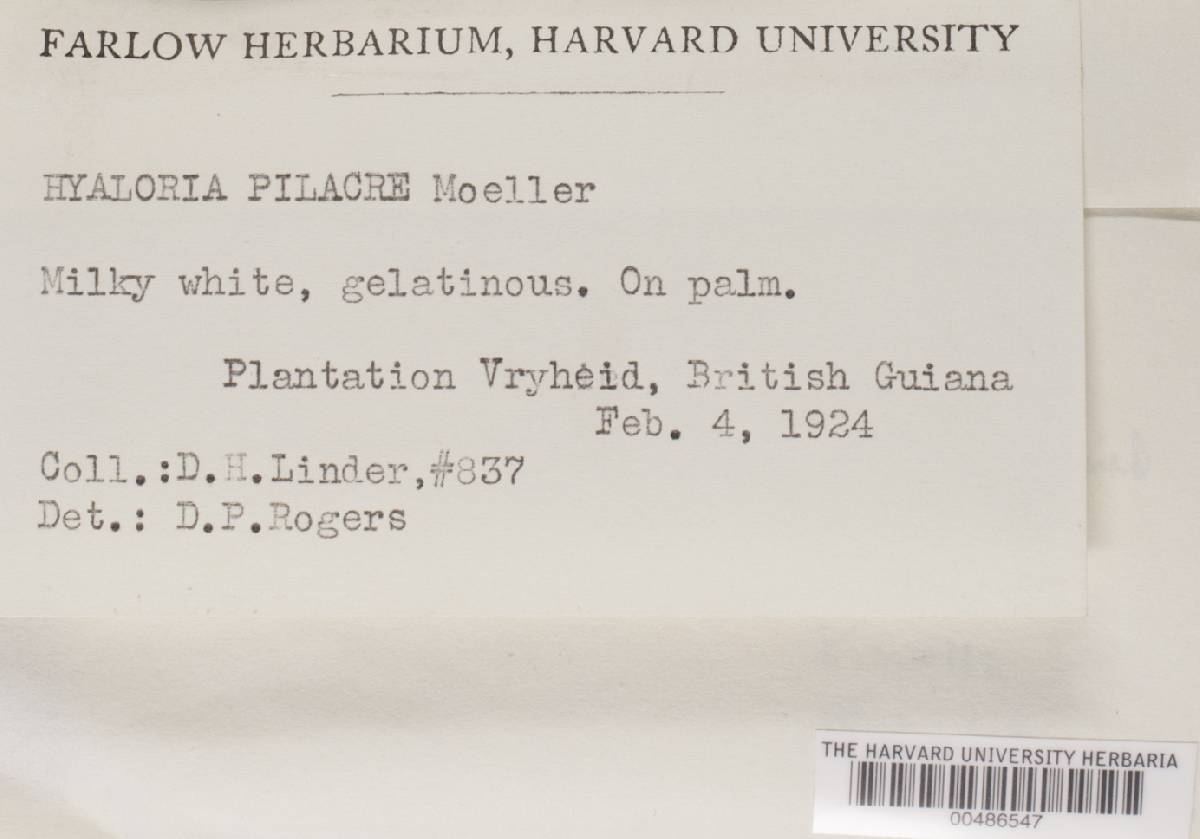 FARLOW HERBARIUM, HARVARD UNIVERSITY
HYALORIA PILACRE Moeller
Milky white, gelatinous. On palm.
Plantation Vryheid, British Guiana
Feb. 4, 1924
Coll.:D.H.Linder,#837
Det.: D.P.Rogers
THE HARVARD UNIVERSITY HERBARIA
00486547